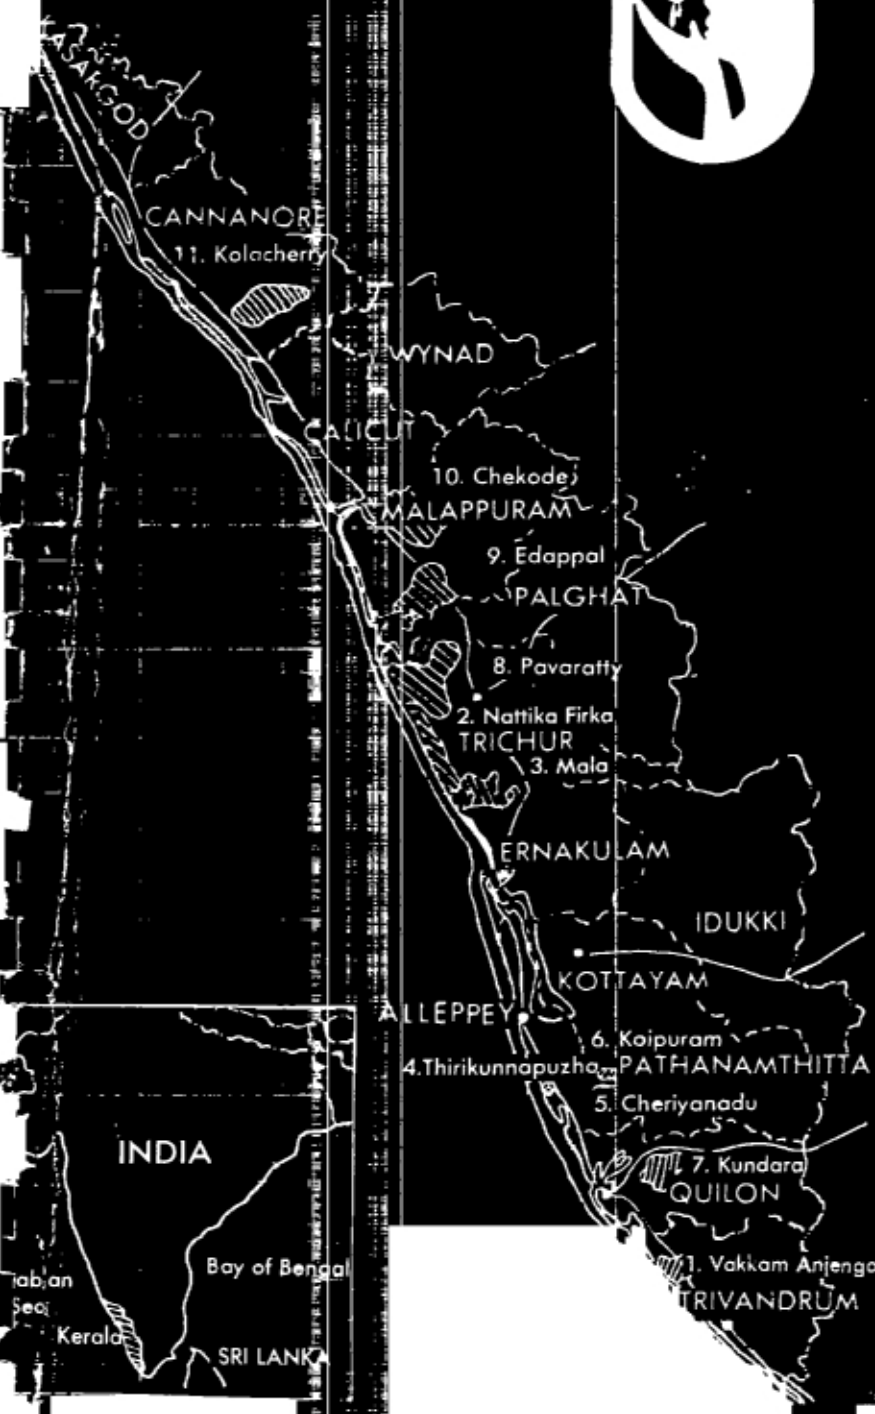 KASARGOD
CANNANORE
11. Kolacherry
WYNAD
CALICUT
10. Chekode
MALAPPURAM
9. Edappal
PALGHAT
8. Pavaratty
2. Nattika Firka
TRICHUR
3. Mala
ERNAKULAM
IDUKKI
KOTTAYAM
ALLEPPEY
6. Koipuram
4.Thirikunnapuzha
PATHANAMTHITTA
5. Cheriyanadu
7. Kundara
QUILON
1. Vakkam Anjengo
TRIVANDRUM
INDIA
Bay of Bengal
Kerala
SRI LANKA